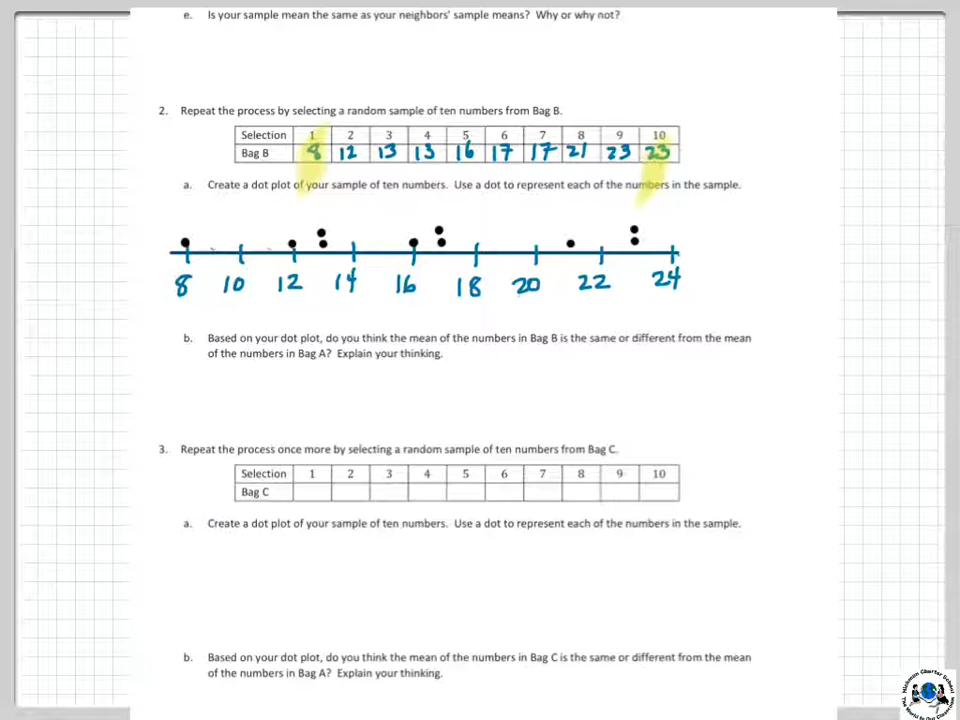 e. Is your sample mean the same as your neighbors' sample means? Why or why not?
2. Repeat the process by selecting a random sample of ten numbers from Bag B.
Selection 1 2 3 4 5 6 7 8 9 10
Bag B 8 12 13 13 16 17 17 21 23 23
a. Create a dot plot of your sample of ten numbers. Use a dot to represent each of the numbers in the sample.
8 10 12 14 16 18 20 22 24
b. Based on your dot plot, do you think the mean of the numbers in Bag B is the same or different from the mean
of the numbers in Bag A? Explain your thinking.
3. Repeat the process once more by selecting a random sample of ten numbers from Bag C.
Selection 1 2 3 4 5 6 7 8 9 10
Bag C
a. Create a dot plot of your sample of ten numbers. Use a dot to represent each of the numbers in the sample.
b. Based on your dot plot, do you think the mean of the numbers in Bag C is the same or different from the mean
of the numbers in Bag A? Explain your thinking.